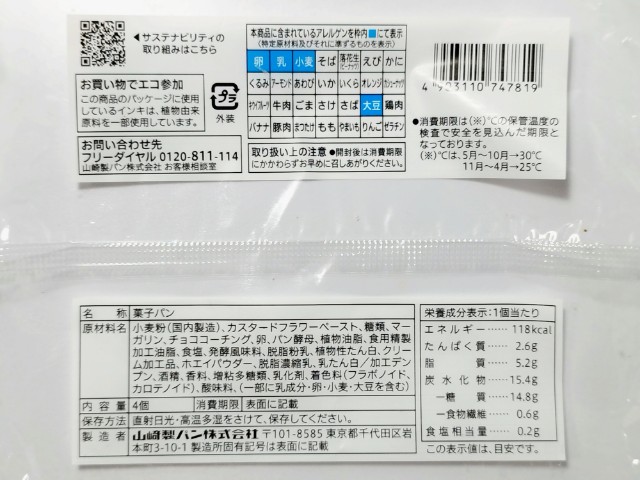 サステナビリティの
取り組みはこちら
お買い物でエコ参加
この商品のパッケージに使用
しているインキは、植物由来
原料を一部使用しています。
プラ
外装
お問い合わせ先
フリーダイヤル 0120-811-114
山崎製パン株式会社 お客様相談室
本商品に含まれているアレルゲンを枠内■にて表示
(特定原材料及びそれに準ずるものを表示)
卵 乳 小麦 そば 落花生(ピーナッツ) えび かに
くるみ アーモンド あわび いか いくら オレンジ カシューナッツ
キウイフルーツ 牛肉 ごま さけ さば 大豆 鶏肉
バナナ 豚肉 まつたけ もも やまいも りんご ゼラチン
取り扱い上の注意 ●開封後は消費期限
にかかわらずお早めに召しあがりください。
4 903110 747819
●消費期限は(※)℃の保管温度の
検査で安全を見込んだ期限と
なっております。
(※)℃は、5月〜10月→30℃
11月〜4月→25℃
名 称 菓子パン
原材料名 小麦粉(国内製造)、カスタードフラワーペースト、糖類、マー
ガリン、チョココーチング、卵、パン酵母、植物油脂、食用精製
加工油脂、食塩、発酵風味料、脱脂粉乳、植物性たん白、クリー
ム加工品、ホエイパウダー、脱脂濃縮乳、乳たん白/加工デン
プン、酒精、香料、増粘多糖類、乳化剤、着色料(フラボノイド、
カロテノイド)、酸味料、(一部に乳成分・卵・小麦・大豆を含む)
内 容 量 4個 消費期限 表面に記載
保存方法 直射日光・高温多湿をさけて、保存してください。
製 造 者 山崎製パン株式会社 〒101-8585 東京都千代田区岩
本町3-10-1 製造所固有記号は表面に記載
栄養成分表示:1個当たり
エネルギー……118kcal
たんぱく質……2.6g
脂 質……5.2g
炭水化物……15.4g
―糖 質……14.8g
―食物繊維……0.6g
食塩相当量……0.2g
この表示値は、目安です。